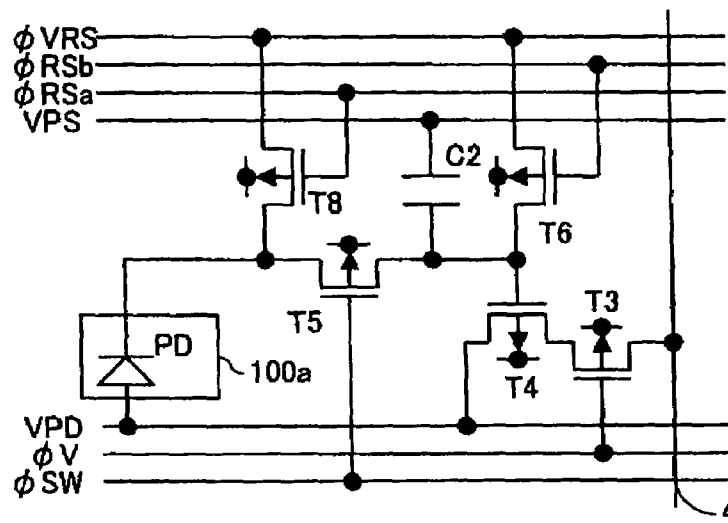 φVRS
φRSb
φRSa
VPS
C2
T8
T6
T5
T3
PD
100a
T4
VPD
φV
φSW